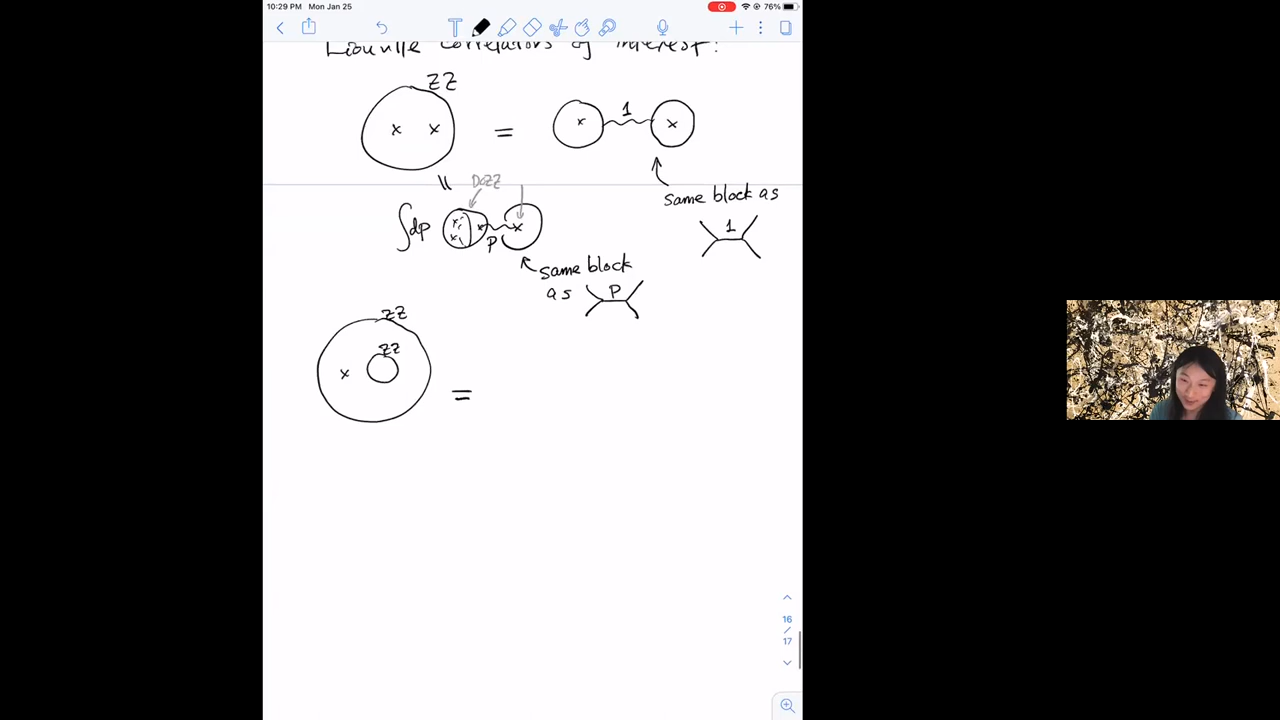 10:29 PM Mon Jan 25
76%
Liouville correlators of interest:
ZZ
x x = x 1 x
DOZZ
same block as
1
∫dp x x x P x
same block
as P
ZZ
ZZ
x =
16
/
17